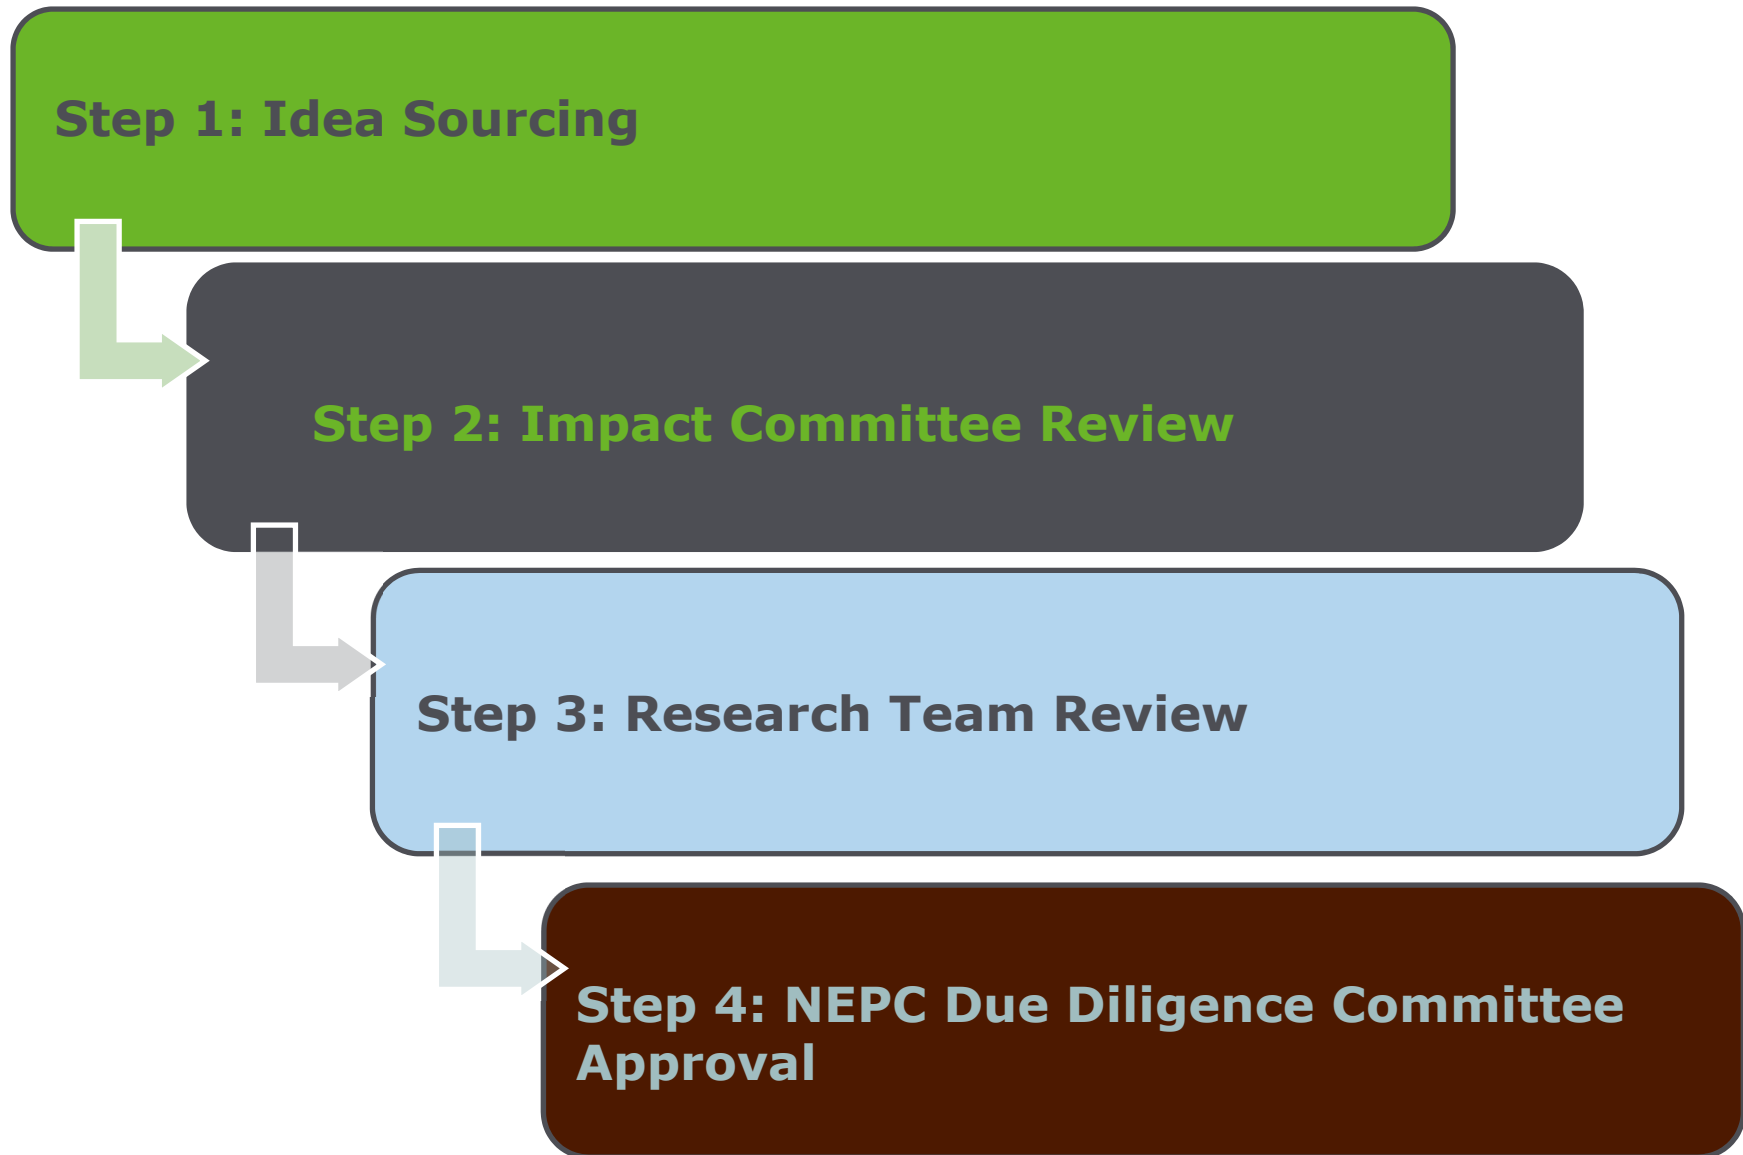 Step 1: Idea Sourcing
Step 2: Impact Committee Review
Step 3: Research Team Review
Step 4: NEPC Due Diligence Committee
Approval